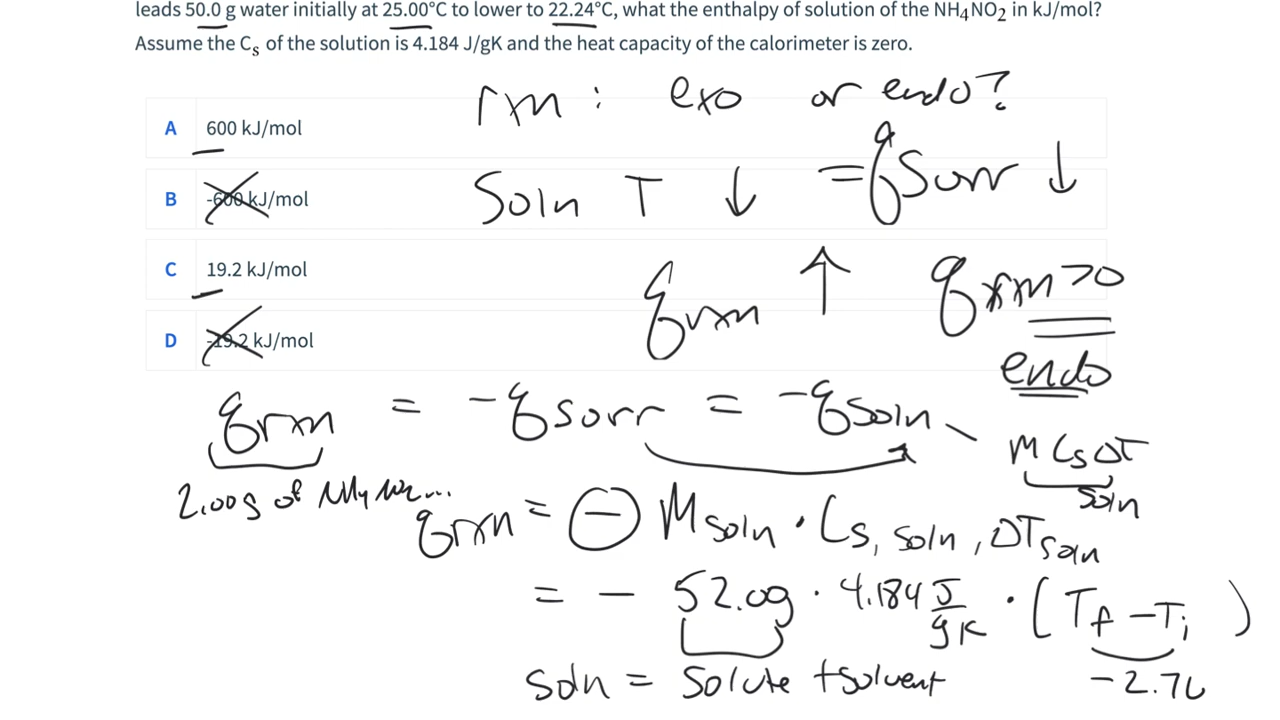 leads 50.0 g water initially at 25.00°C to lower to 22.24°C, what the enthalpy of solution of the NH₄NO₂ in kJ/mol?
Assume the Cₛ of the solution is 4.184 J/gK and the heat capacity of the calorimeter is zero.
rxn : exo or endo?
A 600 kJ/mol
Soln T ↓ = qsurr ↓
B -600 kJ/mol
C 19.2 kJ/mol
qrxn ↑ qrxn >0
D -19.2 kJ/mol
endo
qrxn = -qsurr = -qsoln
m Cs ΔT
soln
2.00g of NH4NO2...
qrxn = - Msoln · Cs, soln, ΔTsoln
= - 52.0g · 4.184 J/gK · (Tf - Ti )
soln = solute + solvent
-2.76